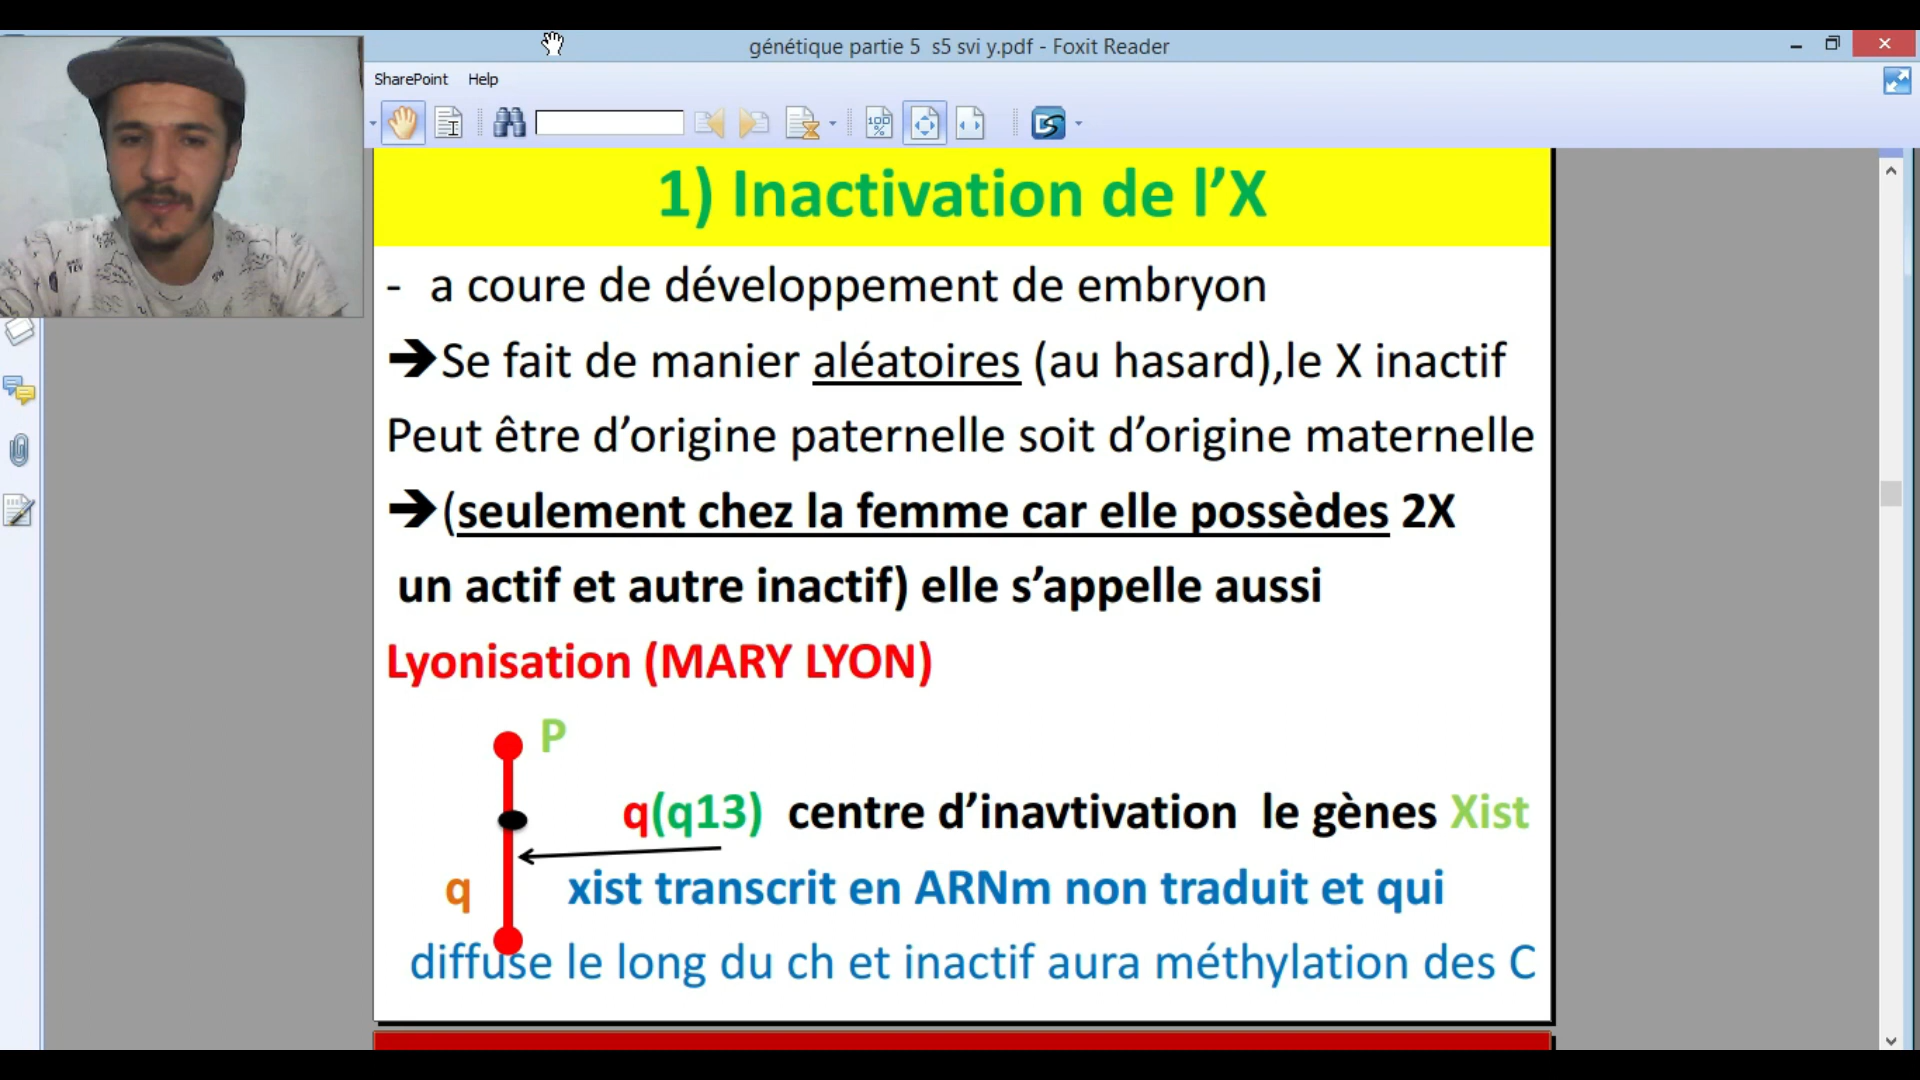 génétique partie 5 s5 svi y.pdf - Foxit Reader
SharePoint Help
100 %
1) Inactivation de l’X
- a coure de développement de embryon
➔Se fait de manier aléatoires (au hasard),le X inactif
Peut être d’origine paternelle soit d’origine maternelle
➔(seulement chez la femme car elle possèdes 2X
un actif et autre inactif) elle s’appelle aussi
Lyonisation (MARY LYON)
P
q(q13) centre d’inavtivation le gènes Xist
q xist transcrit en ARNm non traduit et qui
diffuse le long du ch et inactif aura méthylation des C